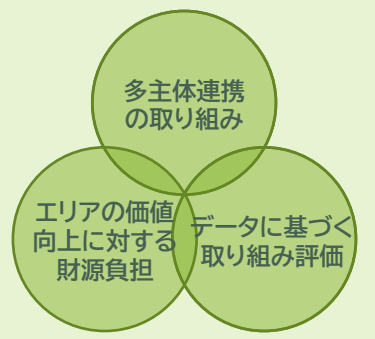 多主体連携
の取り組み
エリアの価値
向上に対する
財源負担
データに基づく
取り組み評価